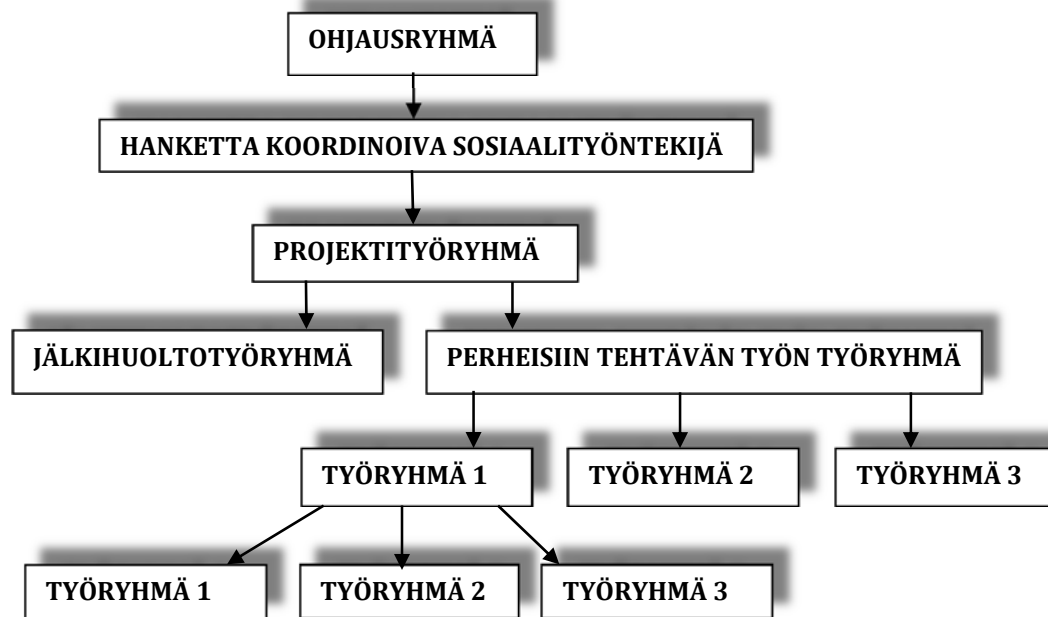 OHJAUSRYHMÄ
HANKETTA KOORDINOIVA SOSIAALITYÖNTEKIJÄ
PROJEKTITYÖRYHMÄ
JÄLKIHUOLTOTYÖRYHMÄ
PERHEISIIN TEHTÄVÄN TYÖN TYÖRYHMÄ
TYÖRYHMÄ 1
TYÖRYHMÄ 2
TYÖRYHMÄ 3
TYÖRYHMÄ 1
TYÖRYHMÄ 2
TYÖRYHMÄ 3